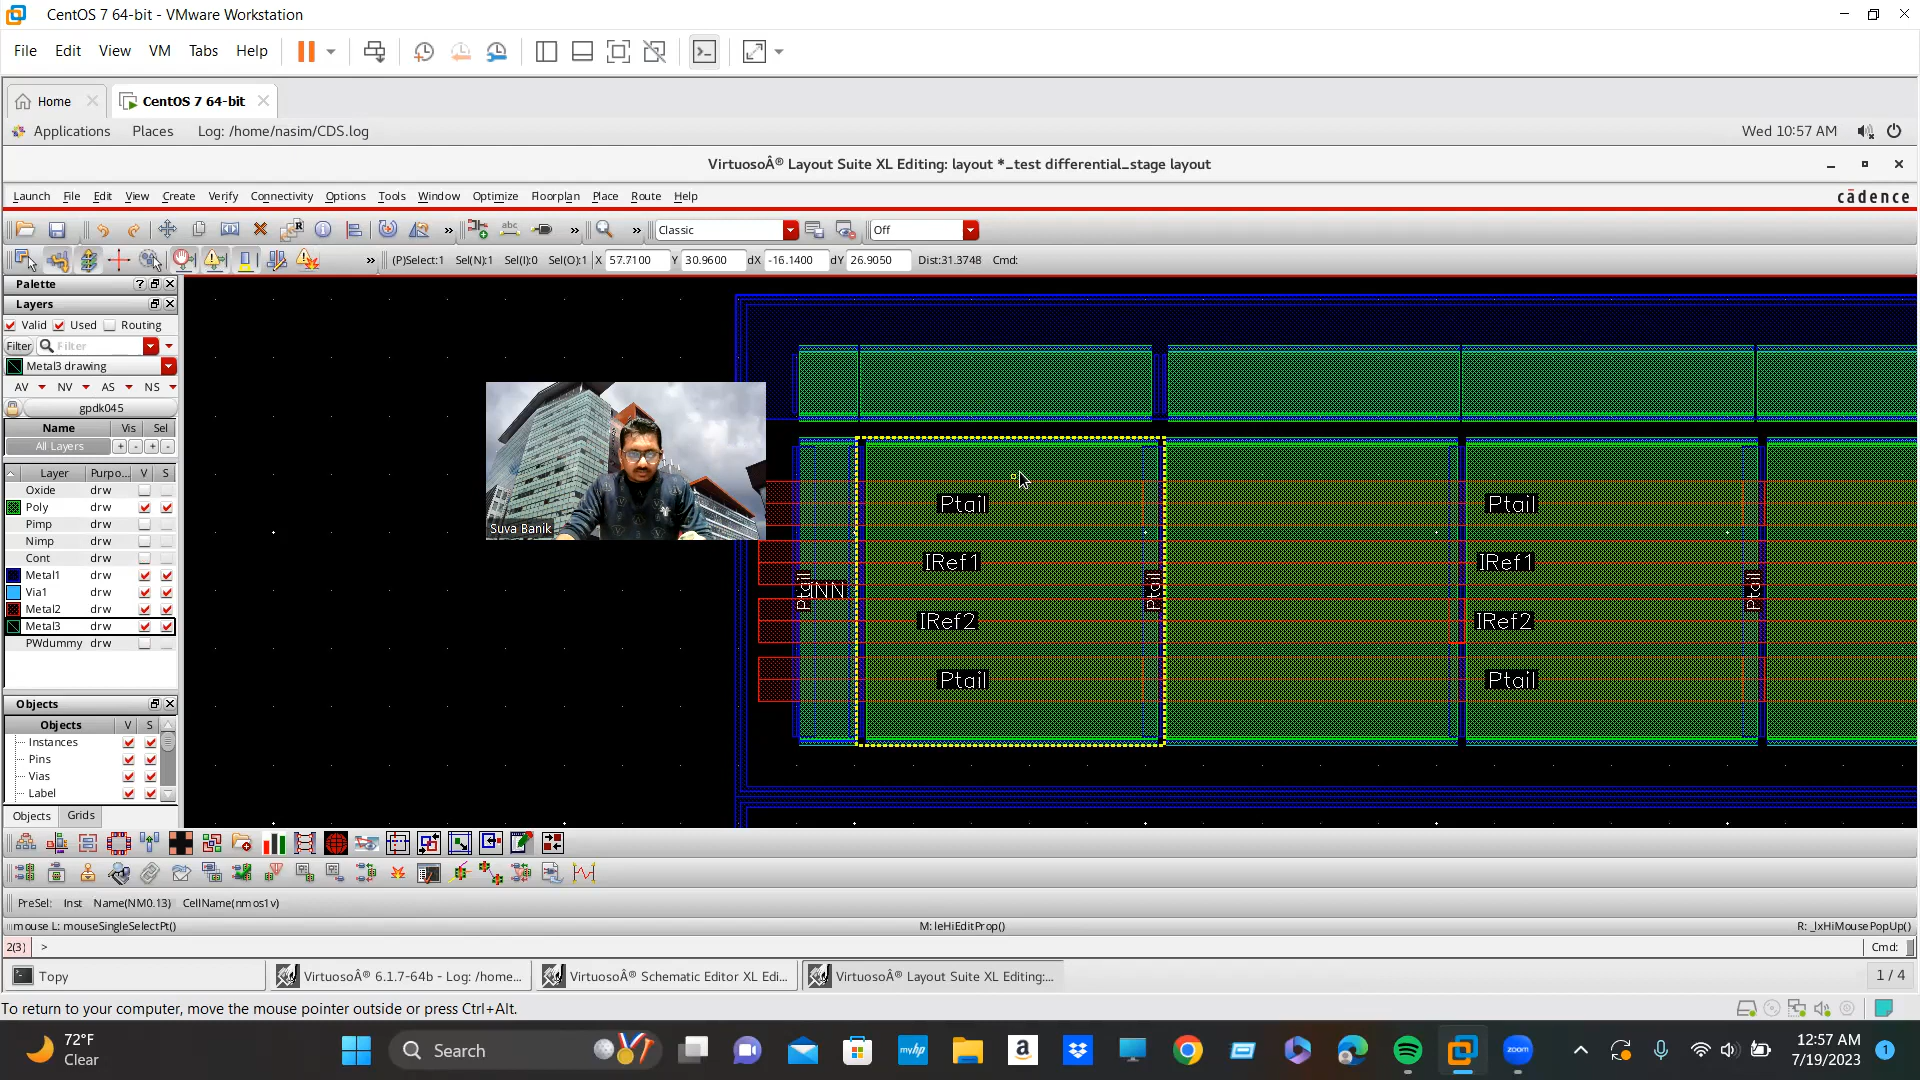 CentOS 7 64-bit - VMware Workstation
File Edit View VM Tabs Help
Home CentOS 7 64-bit
Applications Places Log: /home/nasim/CDS.log Wed 10:57 AM
VirtuosoÂ® Layout Suite XL Editing: layout *_test differential_stage layout
Launch File Edit View Create Verify Connectivity Options Tools Window Optimize Floorplan Place Route Help cādence
Classic Off
(P)Select:1 Sel(N):1 Sel(I):0 Sel(O):1 X 57.7100 Y 30.9600 dX -16.1400 dY 26.9050 Dist:31.3748 Cmd:
Palette
Layers
Valid Used Routing
Filter Filter
Metal3 drawing
AV NV AS NS
gpdk045
Name Vis Sel
All Layers + - + -
Layer Purpo... V S
Oxide drw
Poly drw
Pimp drw
Nimp drw
Cont drw
Metal1 drw
Via1 drw
Metal2 drw
Metal3 drw
PWdummy drw
Objects
Objects V S
Instances
Pins
Vias
Label
Objects Grids
Suva Banik
Ptail Ptail
IRef1 IRef1
Ptail INN Ptail Ptail
IRef2 IRef2
Ptail Ptail
PreSel: Inst Name(NM0.13) CellName(nmos1v)
mouse L: mouseSingleSelectPt() M: leHiEditProp() R: _lxHiMousePopUp()
2(3) > Cmd:
Topy VirtuosoÂ® 6.1.7-64b - Log: /home... VirtuosoÂ® Schematic Editor XL Edi... VirtuosoÂ® Layout Suite XL Editing:... 1 / 4
To return to your computer, move the mouse pointer outside or press Ctrl+Alt.
72°F
Clear
Search
myhp
zoom
12:57 AM
7/19/2023
1